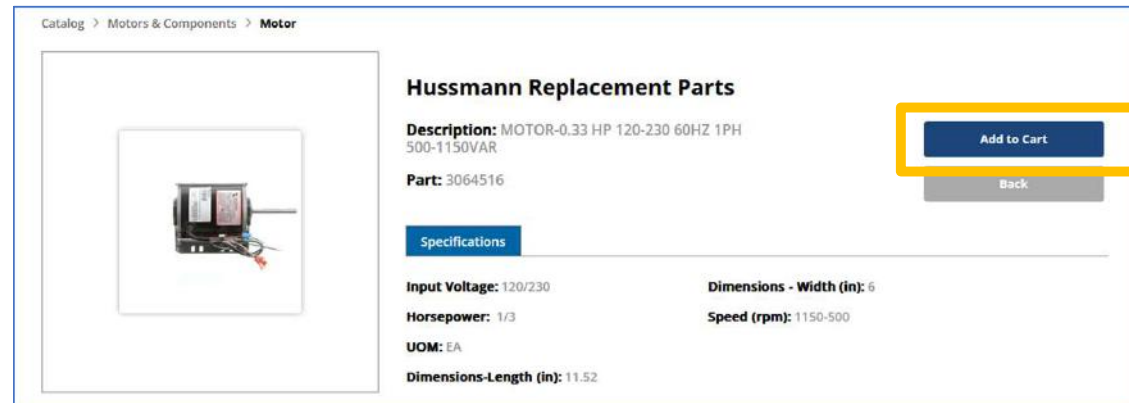 Catalog > Motors & Components > Motor
Hussmann Replacement Parts
Description: MOTOR-0.33 HP 120-230 60HZ 1PH
500-1150VAR
Add to Cart
Part: 3064516
Back
Specifications
Input Voltage: 120/230
Dimensions - Width (in): 6
Horsepower: 1/3
Speed (rpm): 1150-500
UOM: EA
Dimensions-Length (in): 11.52